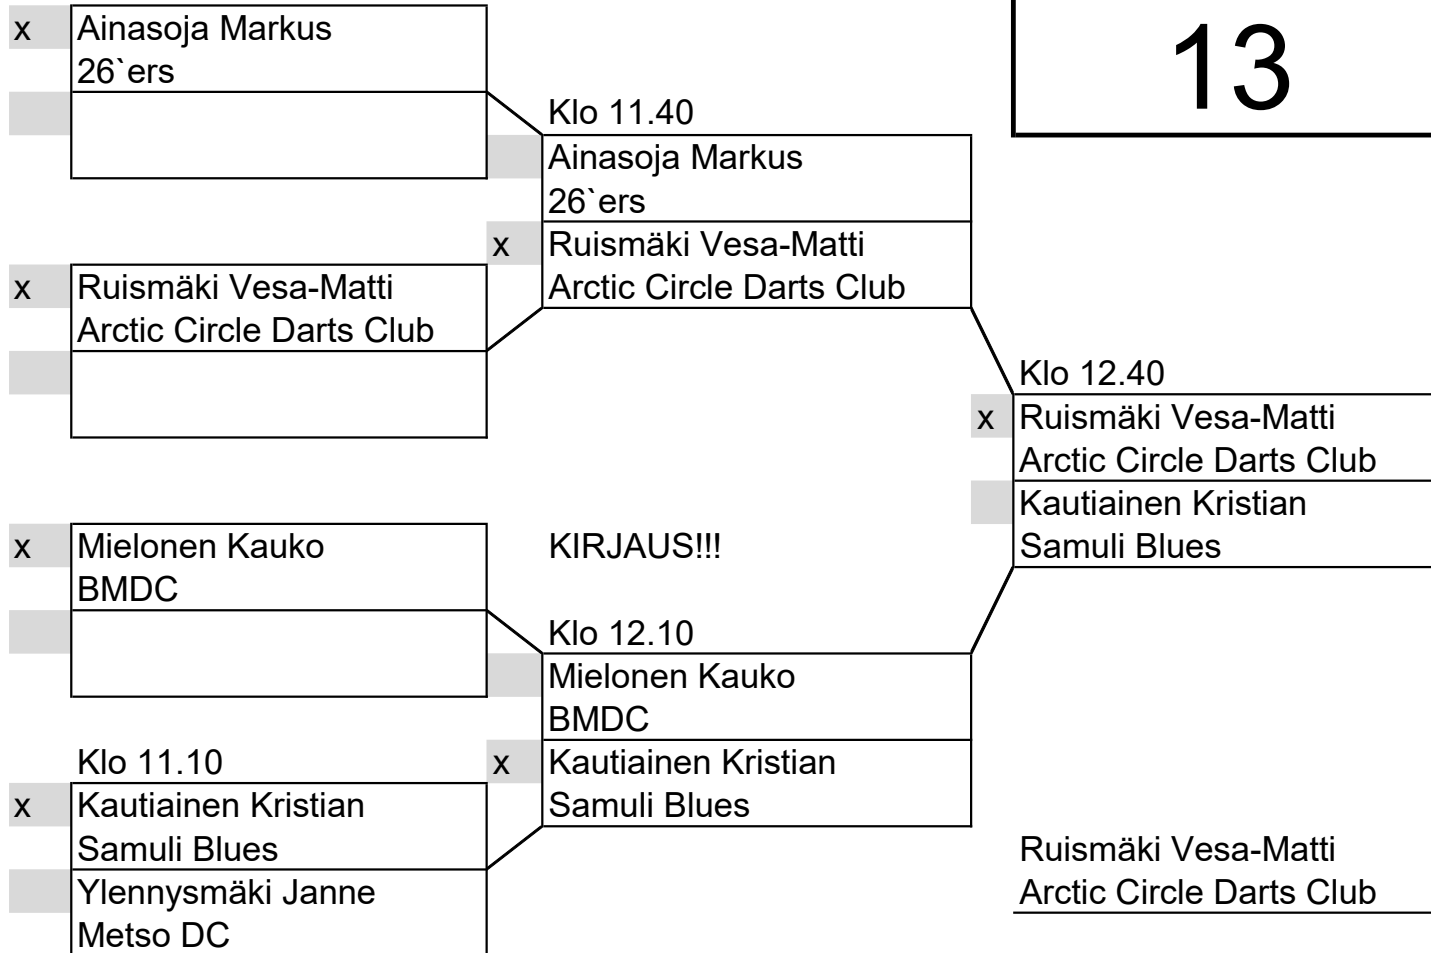 x Ainasoja Markus
26`ers
13
Klo 11.40
Ainasoja Markus
26`ers
x Ruismäki Vesa-Matti
Arctic Circle Darts Club
x Ruismäki Vesa-Matti
Arctic Circle Darts Club
Klo 12.40
x Ruismäki Vesa-Matti
Arctic Circle Darts Club
Kautiainen Kristian
Samuli Blues
x Mielonen Kauko
BMDC
KIRJAUS!!!
Klo 12.10
Mielonen Kauko
BMDC
x Kautiainen Kristian
Samuli Blues
Klo 11.10
x Kautiainen Kristian
Samuli Blues
Ylennysmäki Janne
Metso DC
Ruismäki Vesa-Matti
Arctic Circle Darts Club